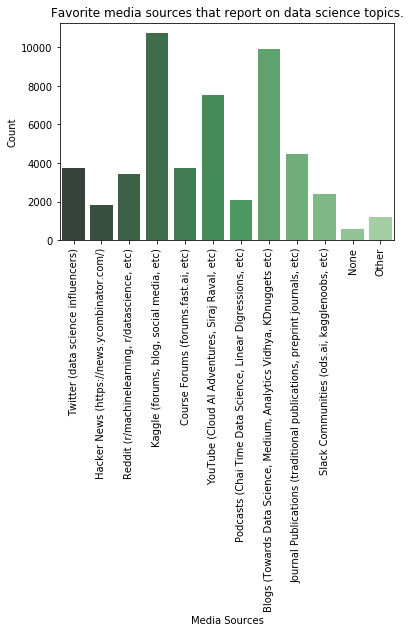 Favorite media sources that report on data science topics.
10000
8000
6000
4000
2000
0
Count
Twitter (data science influencers)
Hacker News (https://news.ycombinator.com/)
Reddit (r/machinelearning, r/datascience, etc)
Kaggle (forums, blog, social media, etc)
Course Forums (forums.fast.ai, etc)
YouTube (Cloud AI Adventures, Siraj Raval, etc)
Podcasts (Chai Time Data Science, Linear Digressions, etc)
Blogs (Towards Data Science, Medium, Analytics Vidhya, KDnuggets etc)
Journal Publications (traditional publications, preprint journals, etc)
Slack Communities (ods.ai, kagglenoobs, etc)
None
Other
Media Sources